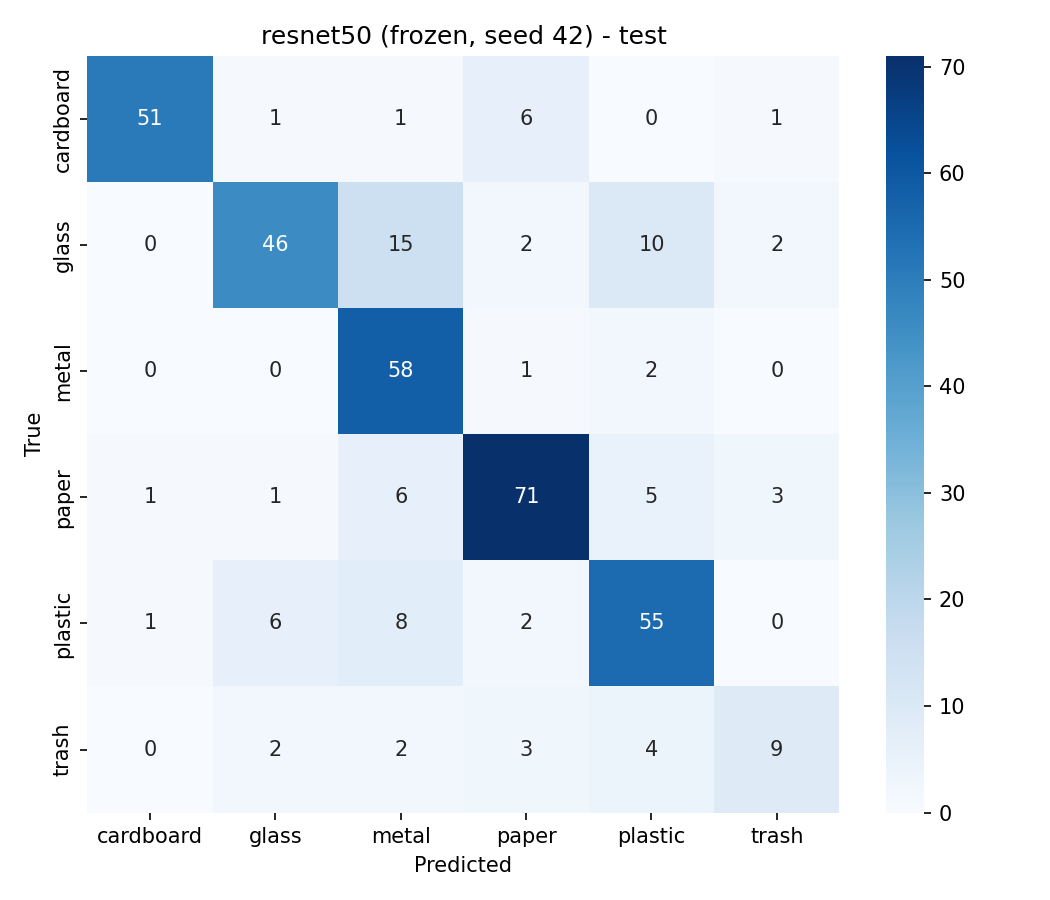 resnet50 (frozen, seed 42) - test
cardboard 51 1 1 6 0 1
glass 0 46 15 2 10 2
metal 0 0 58 1 2 0
paper 1 1 6 71 5 3
plastic 1 6 8 2 55 0
trash 0 2 2 3 4 9
True
cardboard glass metal paper plastic trash
Predicted
70
60
50
40
30
20
10
0